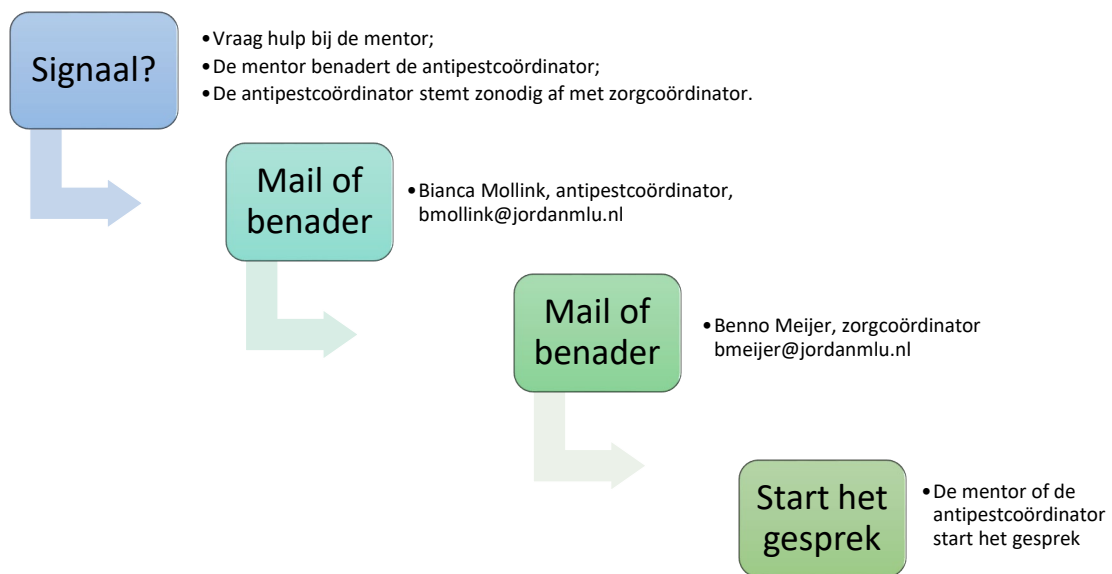 Signaal?
•Vraag hulp bij de mentor;
•De mentor benadert de antipestcoördinator;
•De antipestcoördinator stemt zonodig af met zorgcoördinator.
Mail of
benader
•Bianca Mollink, antipestcoördinator,
bmollink@jordanmlu.nl
Mail of
benader
•Benno Meijer, zorgcoördinator
bmeijer@jordanmlu.nl
Start het
gesprek
•De mentor of de
antipestcoördinator
start het gesprek